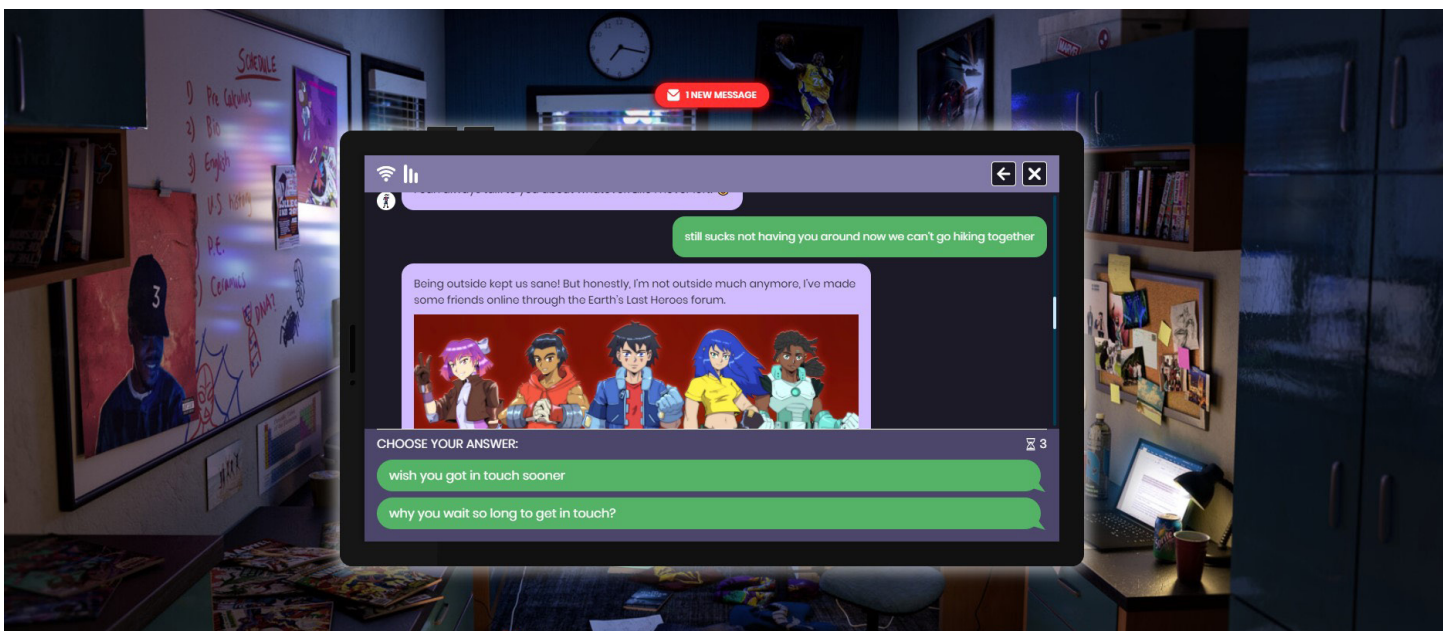 SCHEDULE
1) Pre Calculus
2) Bio
3) English
U.S. History
P.E.
Ceramics
DNA?
3
MARVEL
1 NEW MESSAGE
still sucks not having you around now we can't go hiking together
Being outside kept us sane! But honestly, I'm not outside much anymore, I've made
some friends online through the Earth's Last Heroes forum.
CHOOSE YOUR ANSWER:
3
wish you got in touch sooner
why you wait so long to get in touch?